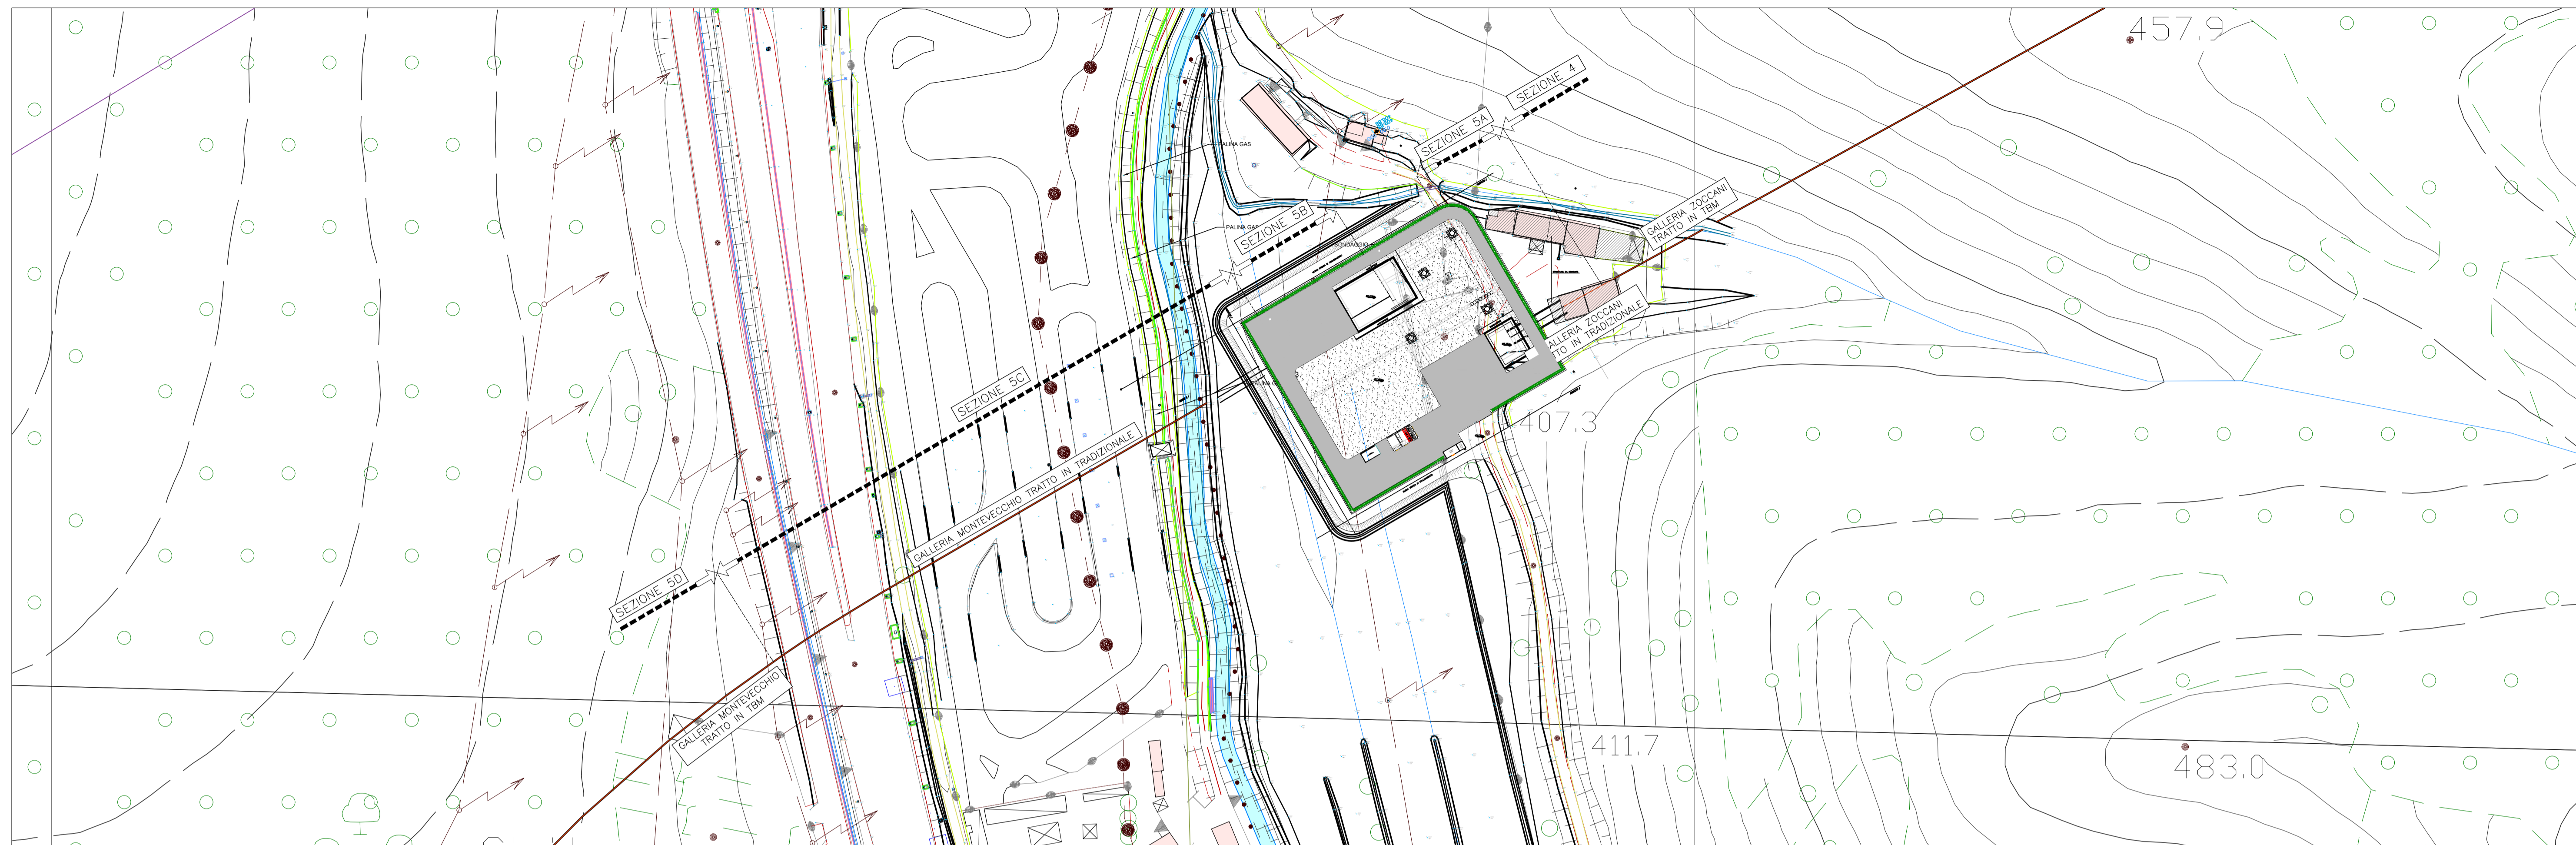 457.9
SEZIONE 4
SEZIONE 5A
PALINA GAS
GALLERIA ZOCCANI
TRATTO IN TBM
SEZIONE 5B
PALINA GAS
SONDAGGIO
GALLERIA ZOCCANI
TRATTO IN TRADIZIONALE
SEZIONE 5C
407.3
GALLERIA MONTEVECCHIO TRATTO IN TRADIZIONALE
SEZIONE 5D
GALLERIA MONTEVECCHIO
TRATTO IN TBM
411.7
483.0